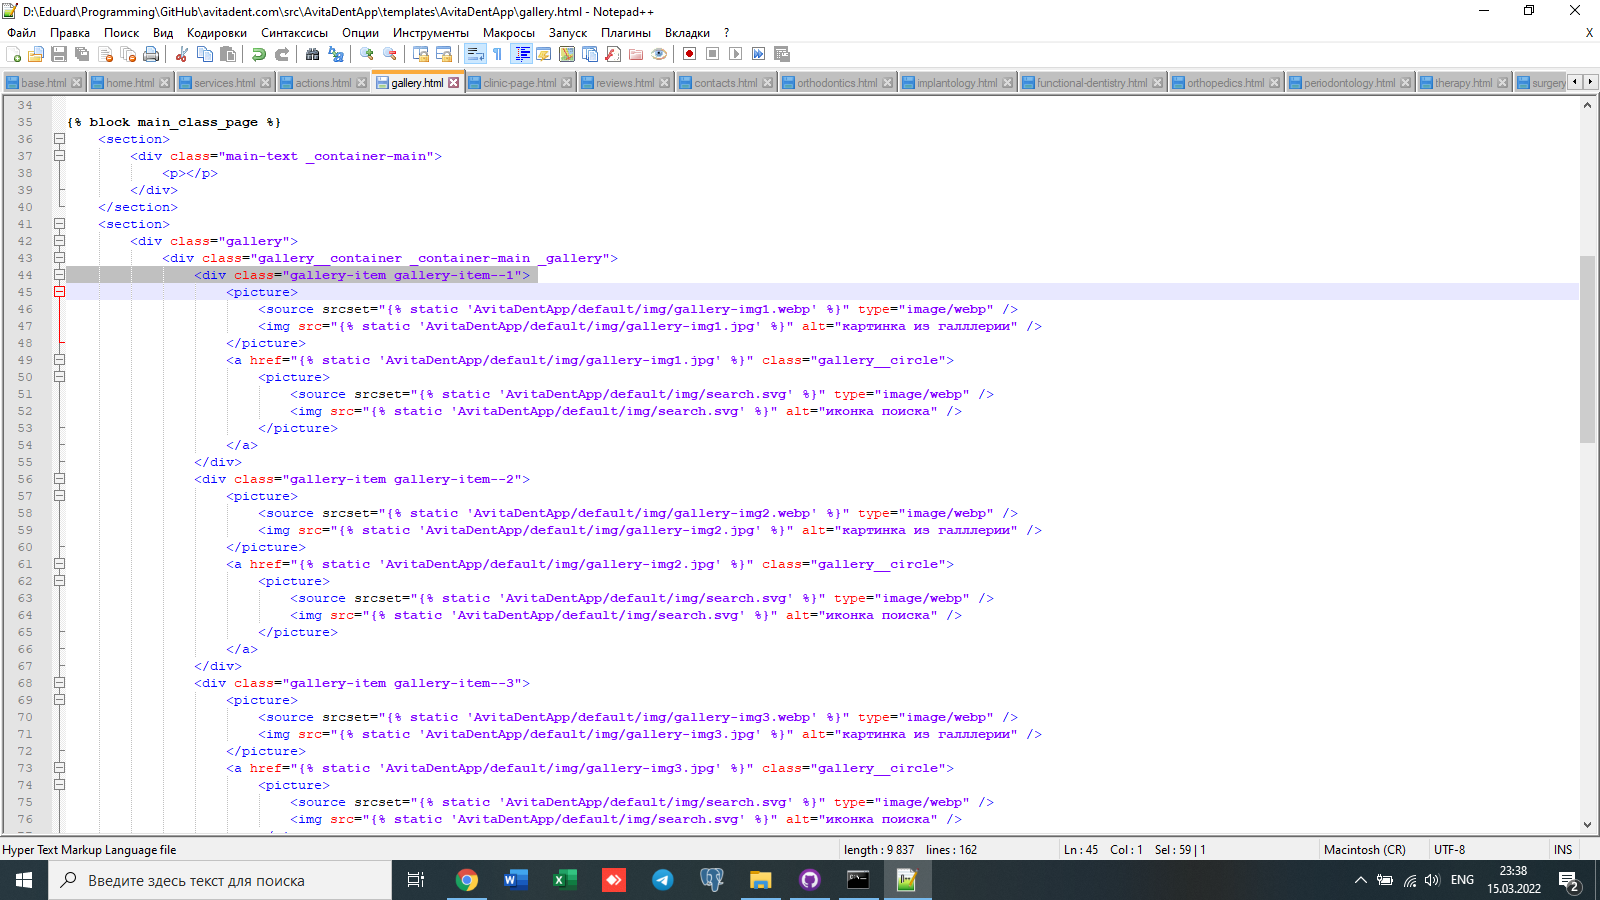 D:\Eduard\Programming\GitHub\avitadent.com\src\AvitaDentApp\templates\AvitaDentApp\gallery.html - Notepad++
Файл Правка Поиск Вид Кодировки Синтаксисы Опции Инструменты Макросы Запуск Плагины Вкладки ? X
base.html home.html services.html actions.html gallery.html clinic-page.html reviews.html contacts.html orthodontics.html implantology.html functional-dentistry.html orthopedics.html periodontology.html therapy.html surgery
34
35 {% block main_class_page %}
36 <section>
37 <div class="main-text _container-main">
38 <p></p>
39 </div>
40 </section>
41 <section>
42 <div class="gallery">
43 <div class="gallery__container _container-main _gallery">
44 <div class="gallery-item gallery-item--1">
45 <picture>
46 <source srcset="{% static 'AvitaDentApp/default/img/gallery-img1.webp' %}" type="image/webp" />
47 <img src="{% static 'AvitaDentApp/default/img/gallery-img1.jpg' %}" alt="картинка из галллерии" />
48 </picture>
49 <a href="{% static 'AvitaDentApp/default/img/gallery-img1.jpg' %}" class="gallery__circle">
50 <picture>
51 <source srcset="{% static 'AvitaDentApp/default/img/search.svg' %}" type="image/webp" />
52 <img src="{% static 'AvitaDentApp/default/img/search.svg' %}" alt="иконка поиска" />
53 </picture>
54 </a>
55 </div>
56 <div class="gallery-item gallery-item--2">
57 <picture>
58 <source srcset="{% static 'AvitaDentApp/default/img/gallery-img2.webp' %}" type="image/webp" />
59 <img src="{% static 'AvitaDentApp/default/img/gallery-img2.jpg' %}" alt="картинка из галллерии" />
60 </picture>
61 <a href="{% static 'AvitaDentApp/default/img/gallery-img2.jpg' %}" class="gallery__circle">
62 <picture>
63 <source srcset="{% static 'AvitaDentApp/default/img/search.svg' %}" type="image/webp" />
64 <img src="{% static 'AvitaDentApp/default/img/search.svg' %}" alt="иконка поиска" />
65 </picture>
66 </a>
67 </div>
68 <div class="gallery-item gallery-item--3">
69 <picture>
70 <source srcset="{% static 'AvitaDentApp/default/img/gallery-img3.webp' %}" type="image/webp" />
71 <img src="{% static 'AvitaDentApp/default/img/gallery-img3.jpg' %}" alt="картинка из галллерии" />
72 </picture>
73 <a href="{% static 'AvitaDentApp/default/img/gallery-img3.jpg' %}" class="gallery__circle">
74 <picture>
75 <source srcset="{% static 'AvitaDentApp/default/img/search.svg' %}" type="image/webp" />
76 <img src="{% static 'AvitaDentApp/default/img/search.svg' %}" alt="иконка поиска" />
Hyper Text Markup Language file length : 9 837 lines : 162 Ln : 45 Col : 1 Sel : 59 | 1 Macintosh (CR) UTF-8 INS
Введите здесь текст для поиска ENG 23:38
15.03.2022 2